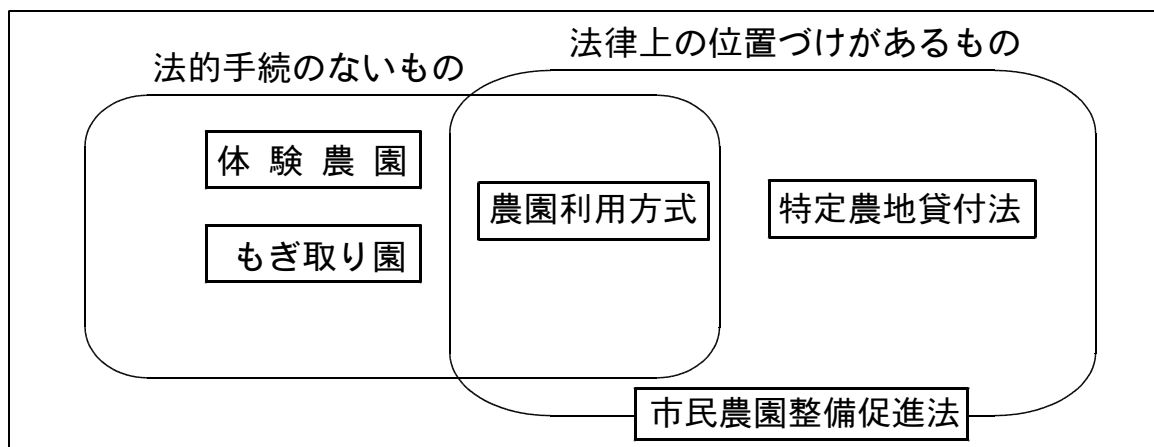 法律上の位置づけがあるもの
法的手続のないもの
体験農園
農園利用方式
特定農地貸付法
もぎ取り園
市民農園整備促進法